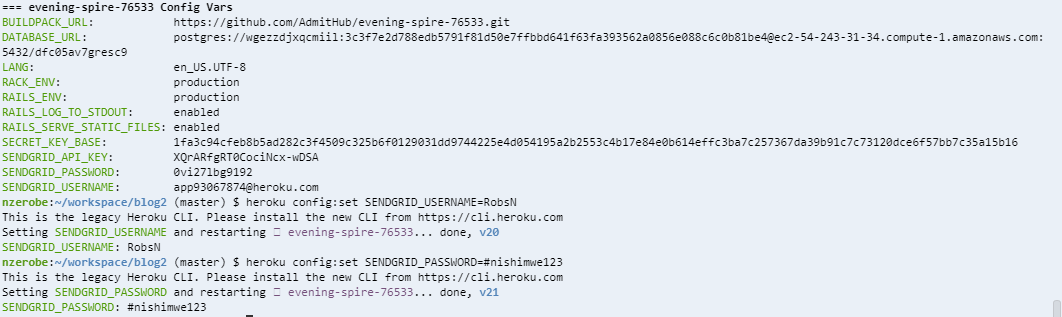 === evening-spire-76533 Config Vars
BUILDPACK_URL: https://github.com/AdmitHub/evening-spire-76533.git
DATABASE_URL: postgres://wgezzdjxqcmiil:3c3f7e2d788edb5791f81d50e7ffbbd641f63fa393562a0856e088c6c0b81be4@ec2-54-243-31-34.compute-1.amazonaws.com:
5432/dfc05av7gresc9
LANG: en_US.UTF-8
RACK_ENV: production
RAILS_ENV: production
RAILS_LOG_TO_STDOUT: enabled
RAILS_SERVE_STATIC_FILES: enabled
SECRET_KEY_BASE: 1fa3c94cfeb8b5ad282c3f4509c325b6f0129031dd9744225e4d054195a2b2553c4b17e84e0b614effc3ba7c257367da39b91c7c73120dce6f57bb7c35a15b16
SENDGRID_API_KEY: XQrARfgRT0CociNcx-wDSA
SENDGRID_PASSWORD: 0vi27lbg9192
SENDGRID_USERNAME: app93067874@heroku.com
nzerobe:~/workspace/blog2 (master) $ heroku config:set SENDGRID_USERNAME=RobsN
This is the legacy Heroku CLI. Please install the new CLI from https://cli.heroku.com
Setting SENDGRID_USERNAME and restarting evening-spire-76533... done, v20
SENDGRID_USERNAME: RobsN
nzerobe:~/workspace/blog2 (master) $ heroku config:set SENDGRID_PASSWORD=#nishimwe123
This is the legacy Heroku CLI. Please install the new CLI from https://cli.heroku.com
Setting SENDGRID_PASSWORD and restarting evening-spire-76533... done, v21
SENDGRID_PASSWORD: #nishimwe123